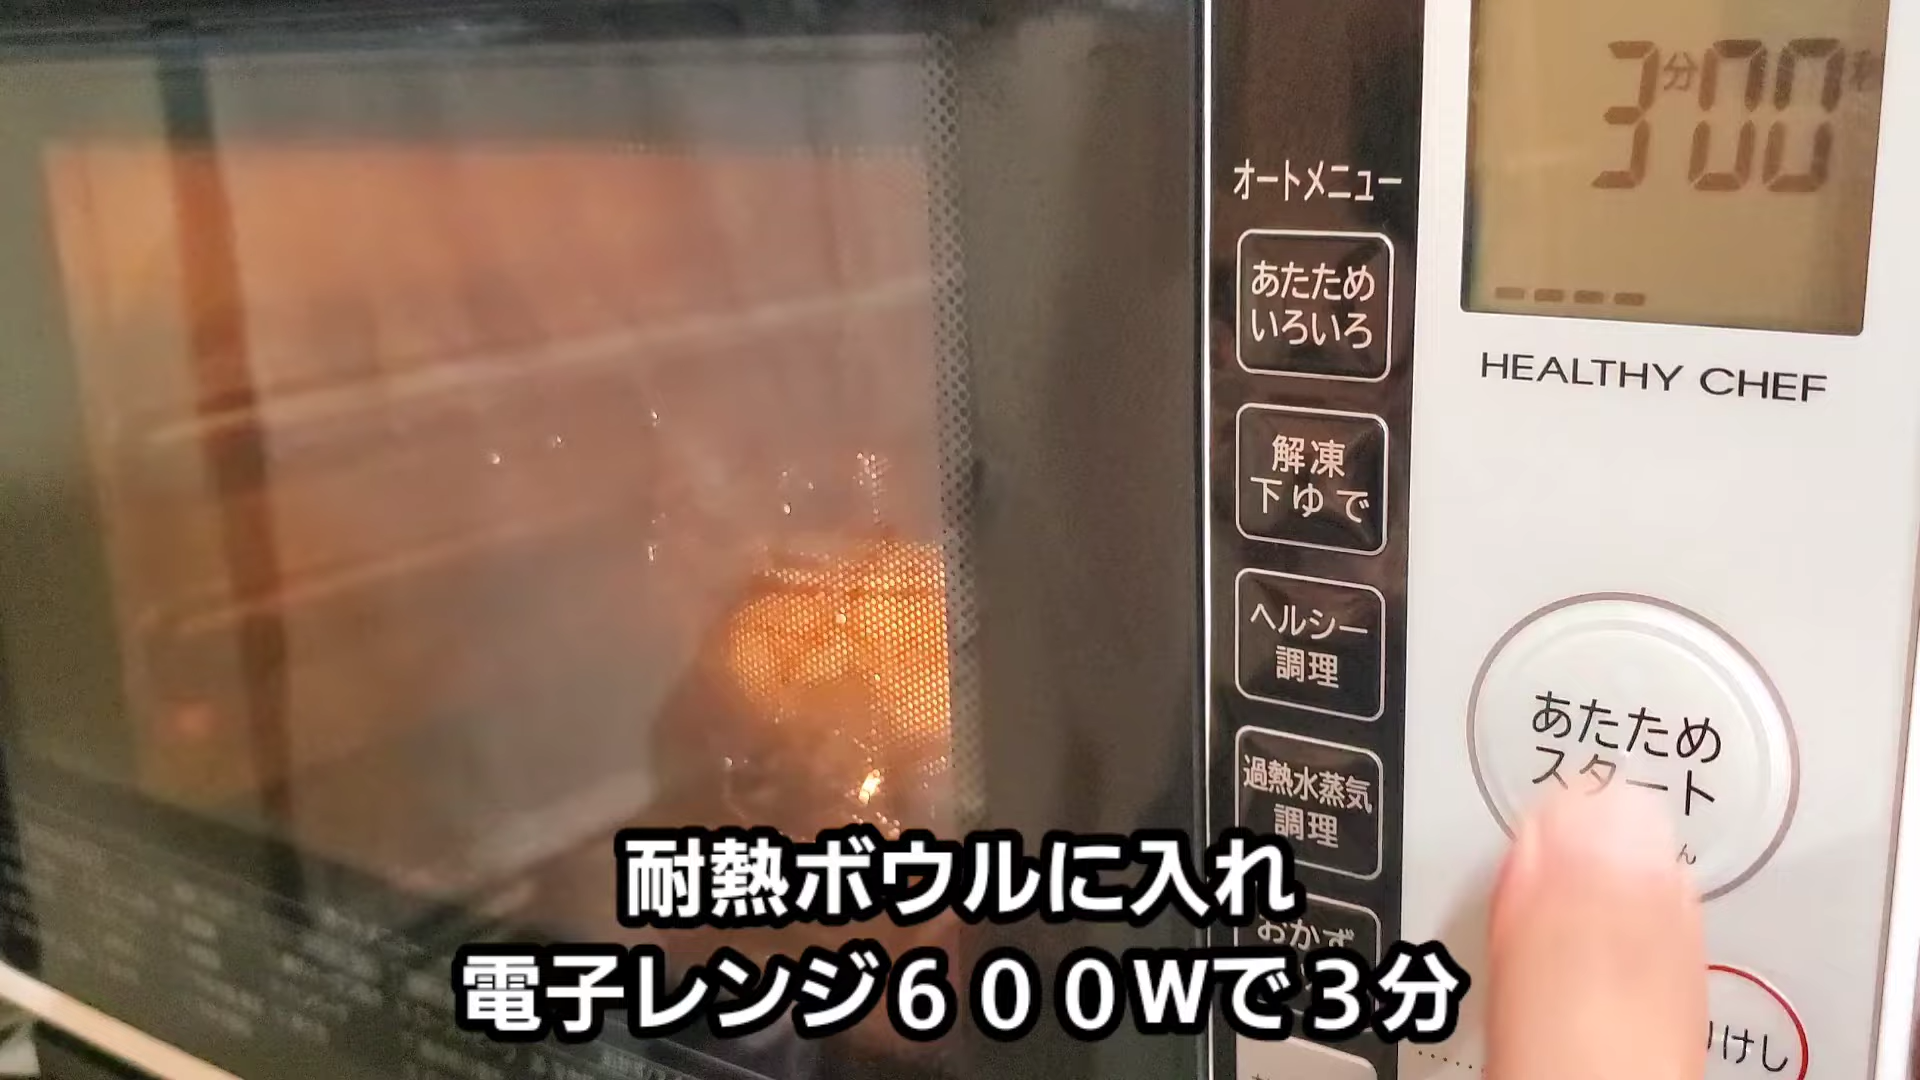 3分00秒
オートメニュー
あたため
いろいろ
HEALTHY CHEF
解凍
下ゆで
ヘルシー
調理
あたため
スタート
過熱水蒸気
調理
おかず
耐熱ボウルに入れ
電子レンジ600Wで3分